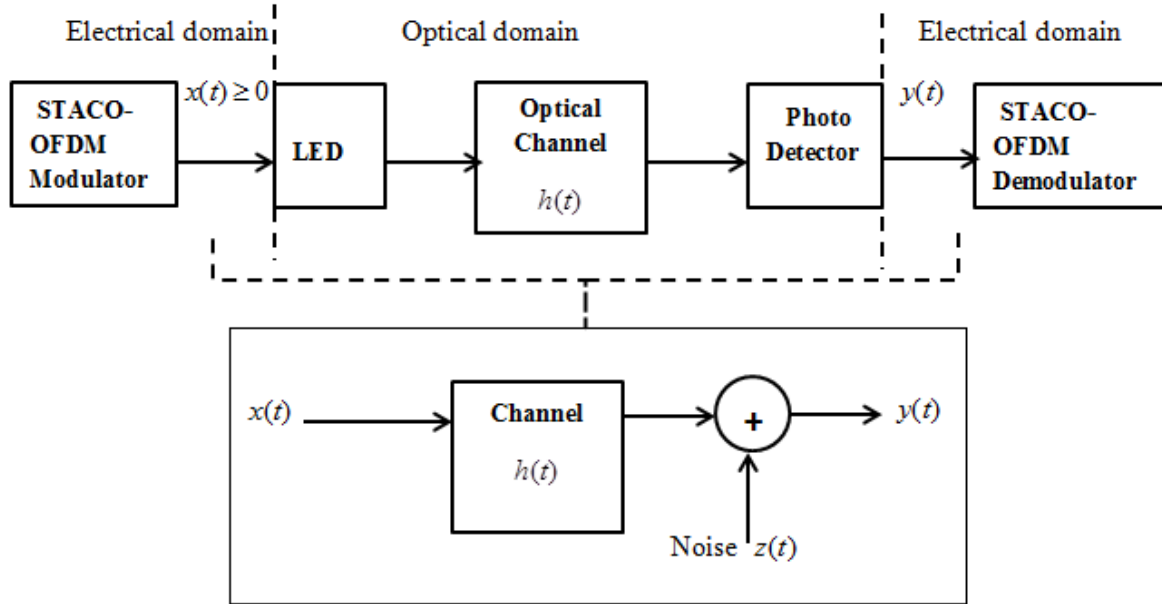 Electrical domain
Optical domain
Electrical domain
STACO-
OFDM
Modulator
x(t) ≥ 0
LED
Optical
Channel
h(t)
Photo
Detector
y(t)
STACO-
OFDM
Demodulator
x(t)
Channel
h(t)
+
y(t)
Noise z(t)